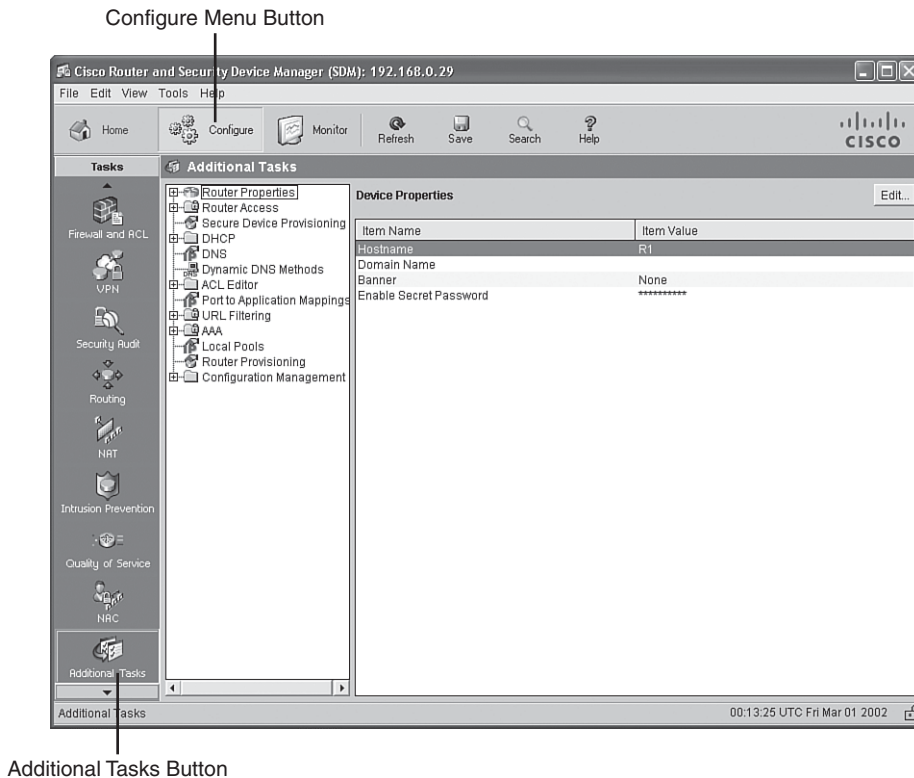 Configure Menu Button
Cisco Router and Security Device Manager (SDM): 192.168.0.29
File Edit View Tools Help
Home Configure Monitor Refresh Save Search Help CISCO
Tasks
Additional Tasks
Firewall and ACL
VPN
Security Audit
Routing
NAT
Intrusion Prevention
Quality of Service
NAC
Additional Tasks
Router Properties
Router Access
Secure Device Provisioning
DHCP
DNS
Dynamic DNS Methods
ACL Editor
Port to Application Mappings
URL Filtering
AAA
Local Pools
Router Provisioning
Configuration Management
Device Properties Edit...
Item Name Item Value
Hostname R1
Domain Name
Banner None
Enable Secret Password **********
Additional Tasks 00:13:25 UTC Fri Mar 01 2002
Additional Tasks Button